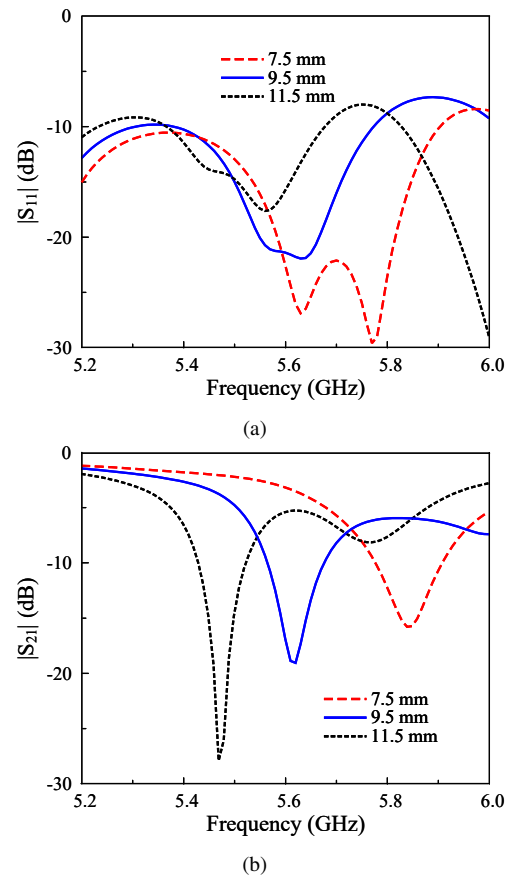 0
-10
-20
-30
|S11| (dB)
7.5 mm
9.5 mm
11.5 mm
5.2 5.4 5.6 5.8 6.0
Frequency (GHz)
(a)
0
-10
-20
-30
|S21| (dB)
7.5 mm
9.5 mm
11.5 mm
5.2 5.4 5.6 5.8 6.0
Frequency (GHz)
(b)